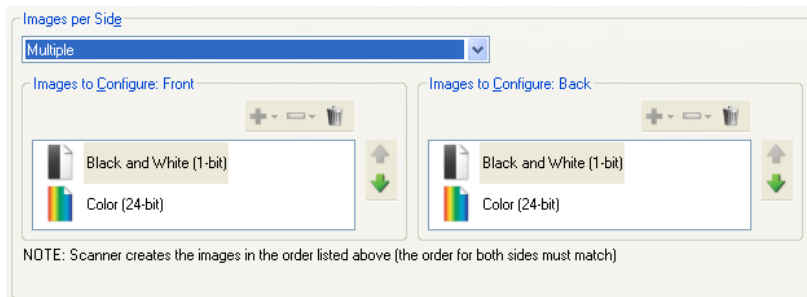 Images per Side
Multiple
Images to Configure: Front
Images to Configure: Back
Black and White (1-bit)
Color (24-bit)
Black and White (1-bit)
Color (24-bit)
NOTE: Scanner creates the images in the order listed above (the order for both sides must match)